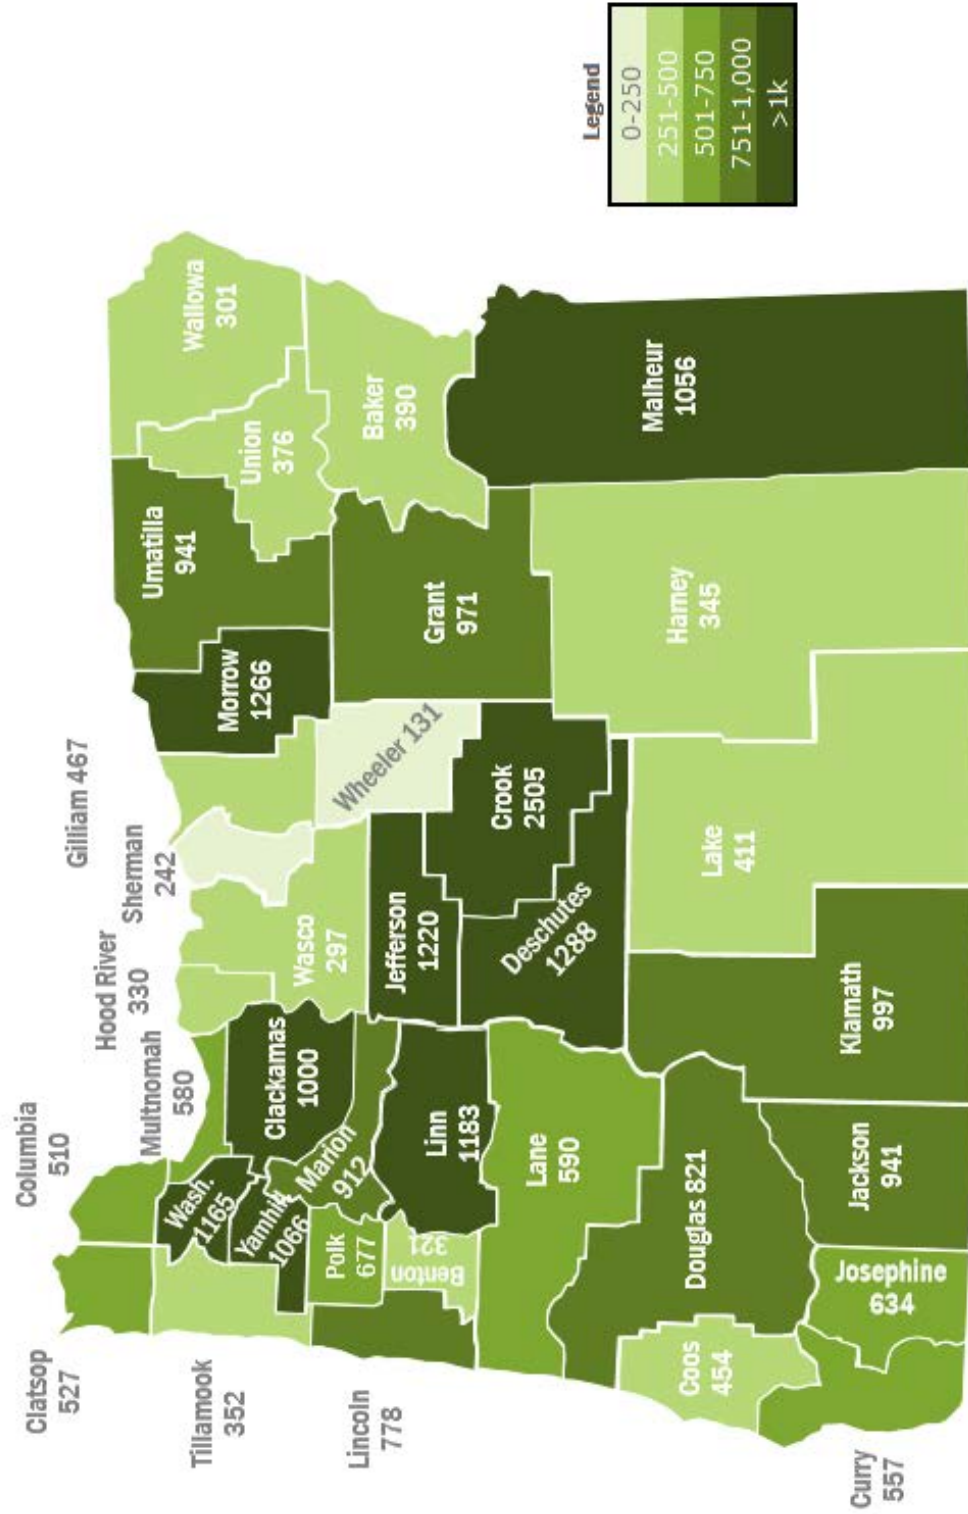 Clatsop
527
Columbia
510
Tillamook
352
Wash.
1165
Multnomah
580
Hood River
330
Sherman
242
Gilliam 467
Morrow
1266
Umatilla
941
Union
376
Wallowa
301
Yamhill
1066
Clackamas
1000
Wasco
297
Lincoln
778
Polk
677
Marion
912
Benton
321
Linn
1183
Jefferson
1220
Wheeler 131
Grant
971
Baker
390
Lane
590
Deschutes
1288
Crook
2505
Malheur
1056
Harney
345
Lake
411
Coos
454
Douglas 821
Klamath
997
Curry
557
Josephine
634
Jackson
941
Legend
0-250
251-500
501-750
751-1,000
>1k